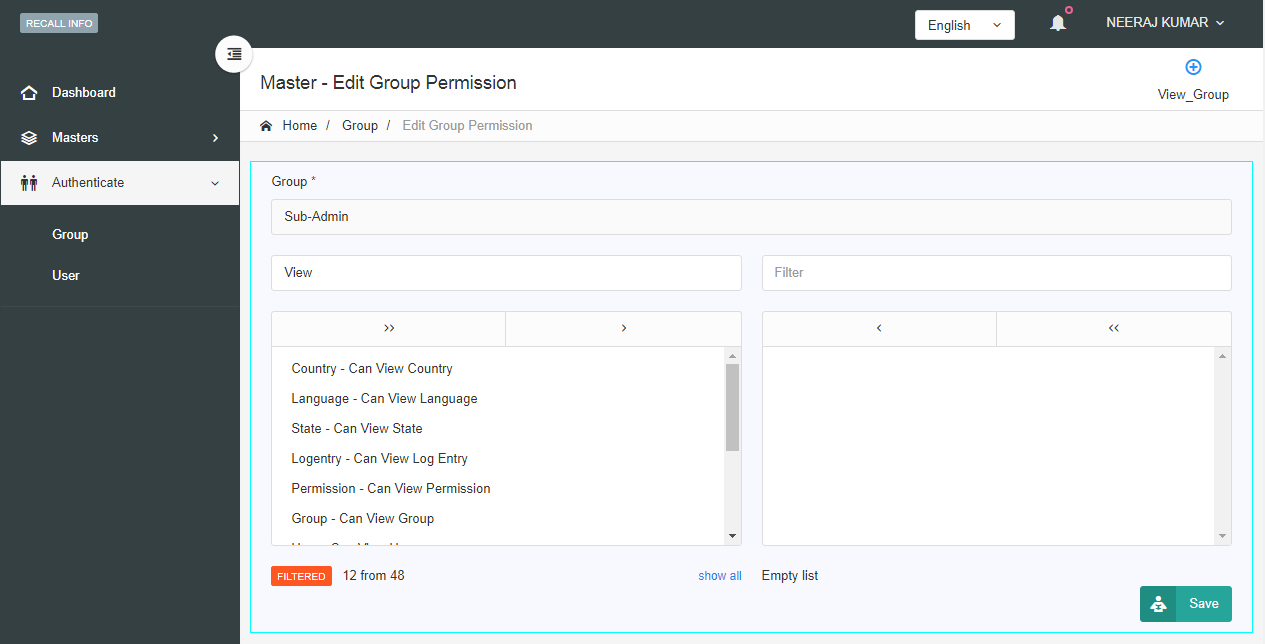 RECALL INFO
English
NEERAJ KUMAR
Dashboard
Masters
Authenticate
Group
User
Master - Edit Group Permission
View_Group
Home / Group / Edit Group Permission
Group *
Sub-Admin
View
Filter
>> > < <<
Country - Can View Country
Language - Can View Language
State - Can View State
Logentry - Can View Log Entry
Permission - Can View Permission
Group - Can View Group
FILTERED 12 from 48
show all
Empty list
Save